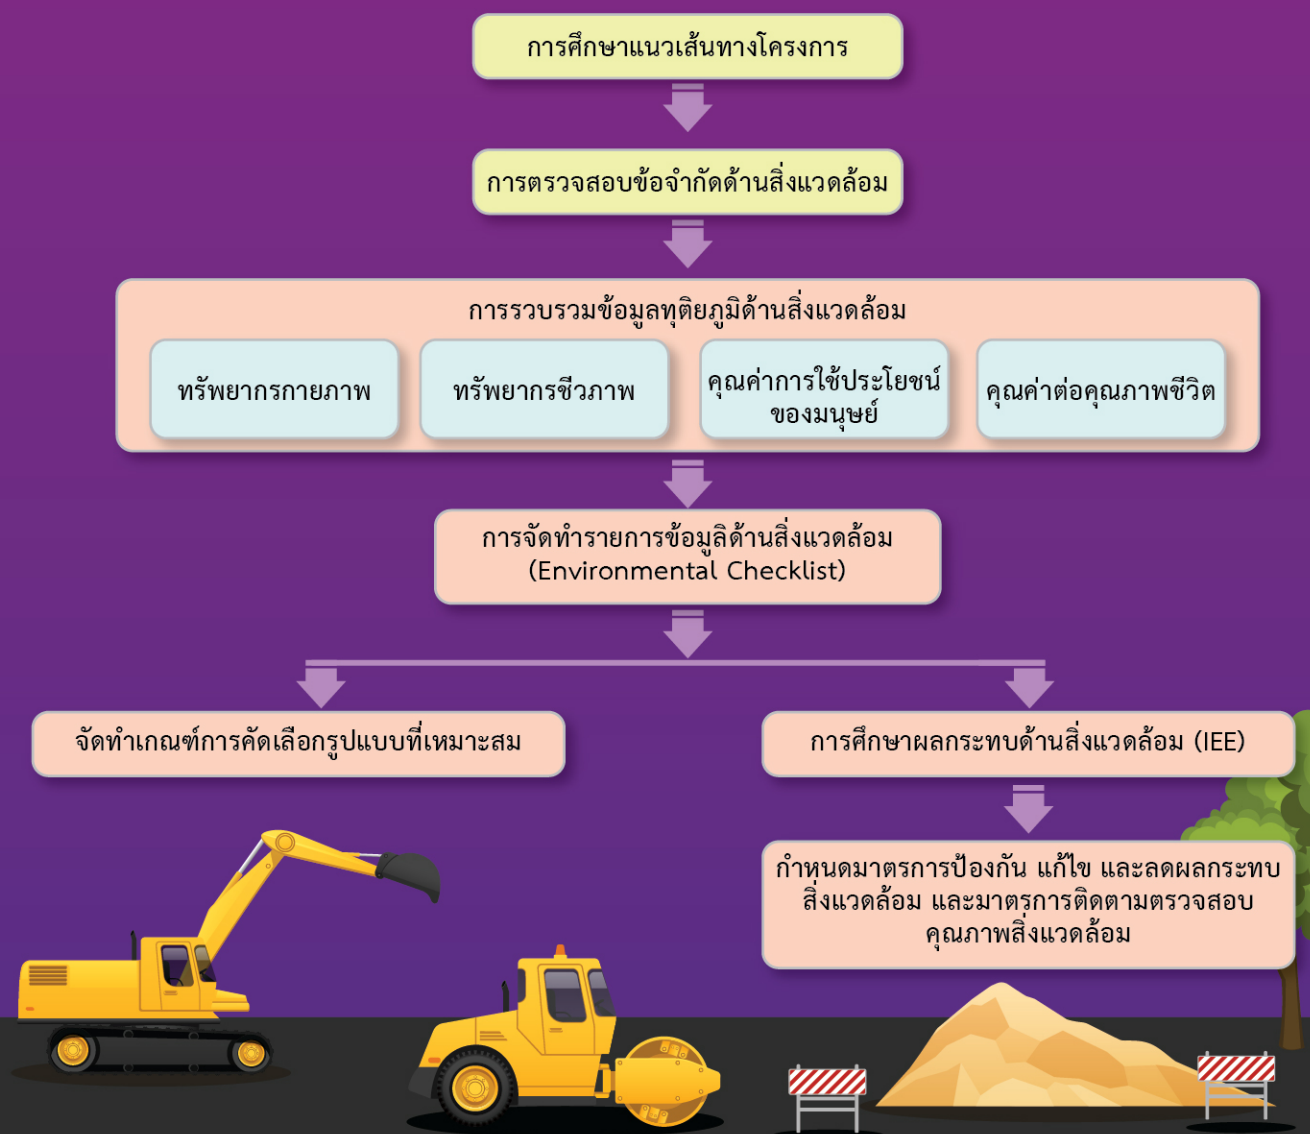 การศึกษาแนวเส้นทางโครงการ
การตรวจสอบข้อจำกัดด้านสิ่งแวดล้อม
การรวบรวมข้อมูลทุติยภูมิด้านสิ่งแวดล้อม
ทรัพยากรกายภาพ
ทรัพยากรชีวภาพ
คุณค่าการใช้ประโยชน์
ของมนุษย์
คุณค่าต่อคุณภาพชีวิต
การจัดทำรายการข้อมูลิด้านสิ่งแวดล้อม
(Environmental Checklist)
จัดทำเกณฑ์การคัดเลือกรูปแบบที่เหมาะสม
การศึกษาผลกระทบด้านสิ่งแวดล้อม (IEE)
กำหนดมาตรการป้องกัน แก้ไข และลดผลกระทบ
สิ่งแวดล้อม และมาตรการติดตามตรวจสอบ
คุณภาพสิ่งแวดล้อม